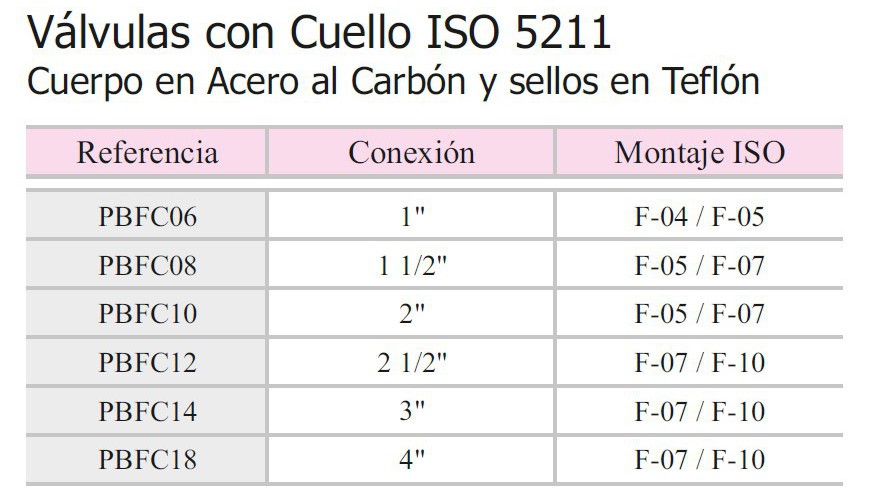 Válvulas con Cuello ISO 5211
Cuerpo en Acero al Carbón y sellos en Teflón
Referencia Conexión Montaje ISO
PBFC06 1" F-04 / F-05
PBFC08 1 1/2" F-05 / F-07
PBFC10 2" F-05 / F-07
PBFC12 2 1/2" F-07 / F-10
PBFC14 3" F-07 / F-10
PBFC18 4" F-07 / F-10